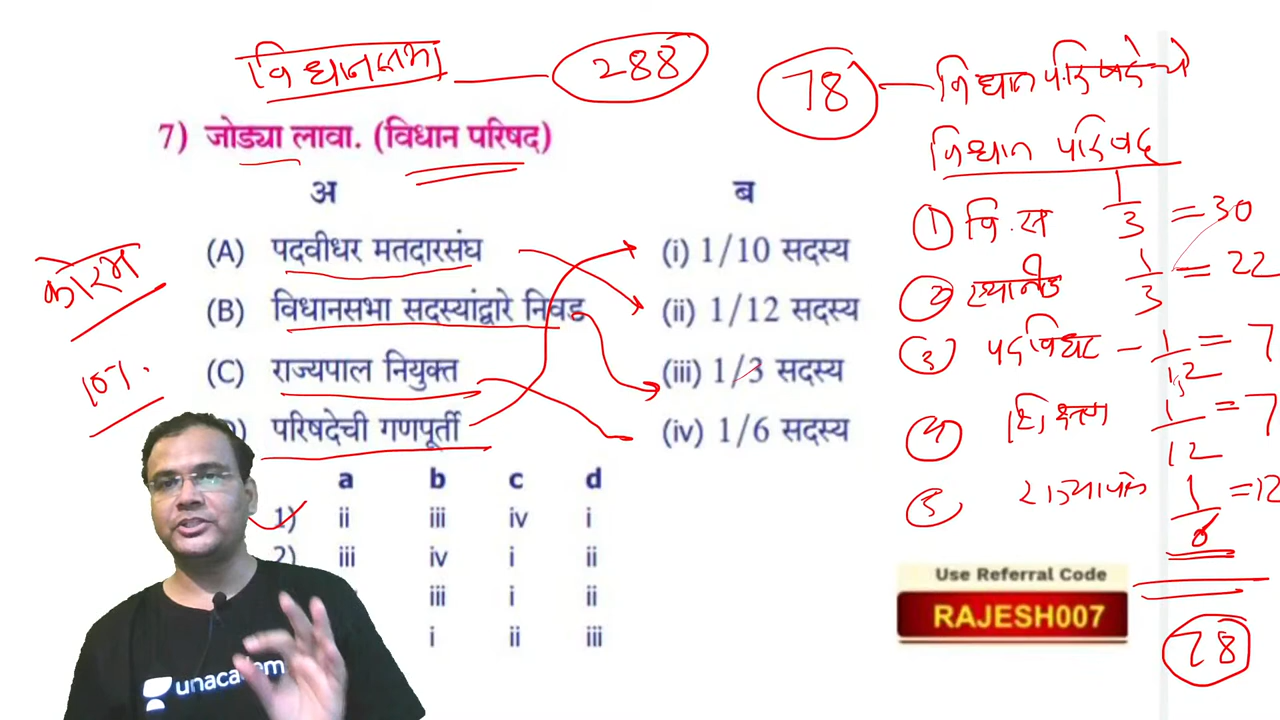 विधानसभा — 288
78 — विधान परिषदेचे
7) जोड्या लावा. (विधान परिषद)
विधान परिषद
अ ब
(A) पदवीधर मतदारसंघ (i) 1/10 सदस्य
(B) विधानसभा सदस्यांद्वारे निवड (ii) 1/12 सदस्य
(C) राज्यपाल नियुक्त (iii) 1/3 सदस्य
परिषदेची गणपूर्ती (iv) 1/6 सदस्य
a b c d
1) ii iii iv i
2) iii iv i ii
iii i ii
i ii iii
कोरम
10%.
① वि.स 1/3 = 30
② स्थानीक 1/3 = 22
③ पदविधर – 1/12 = 7
④ शिक्षक 1/12 = 7
⑤ राज्यपाल 1/6 = 12
78
Use Referral Code
RAJESH007
unacademy